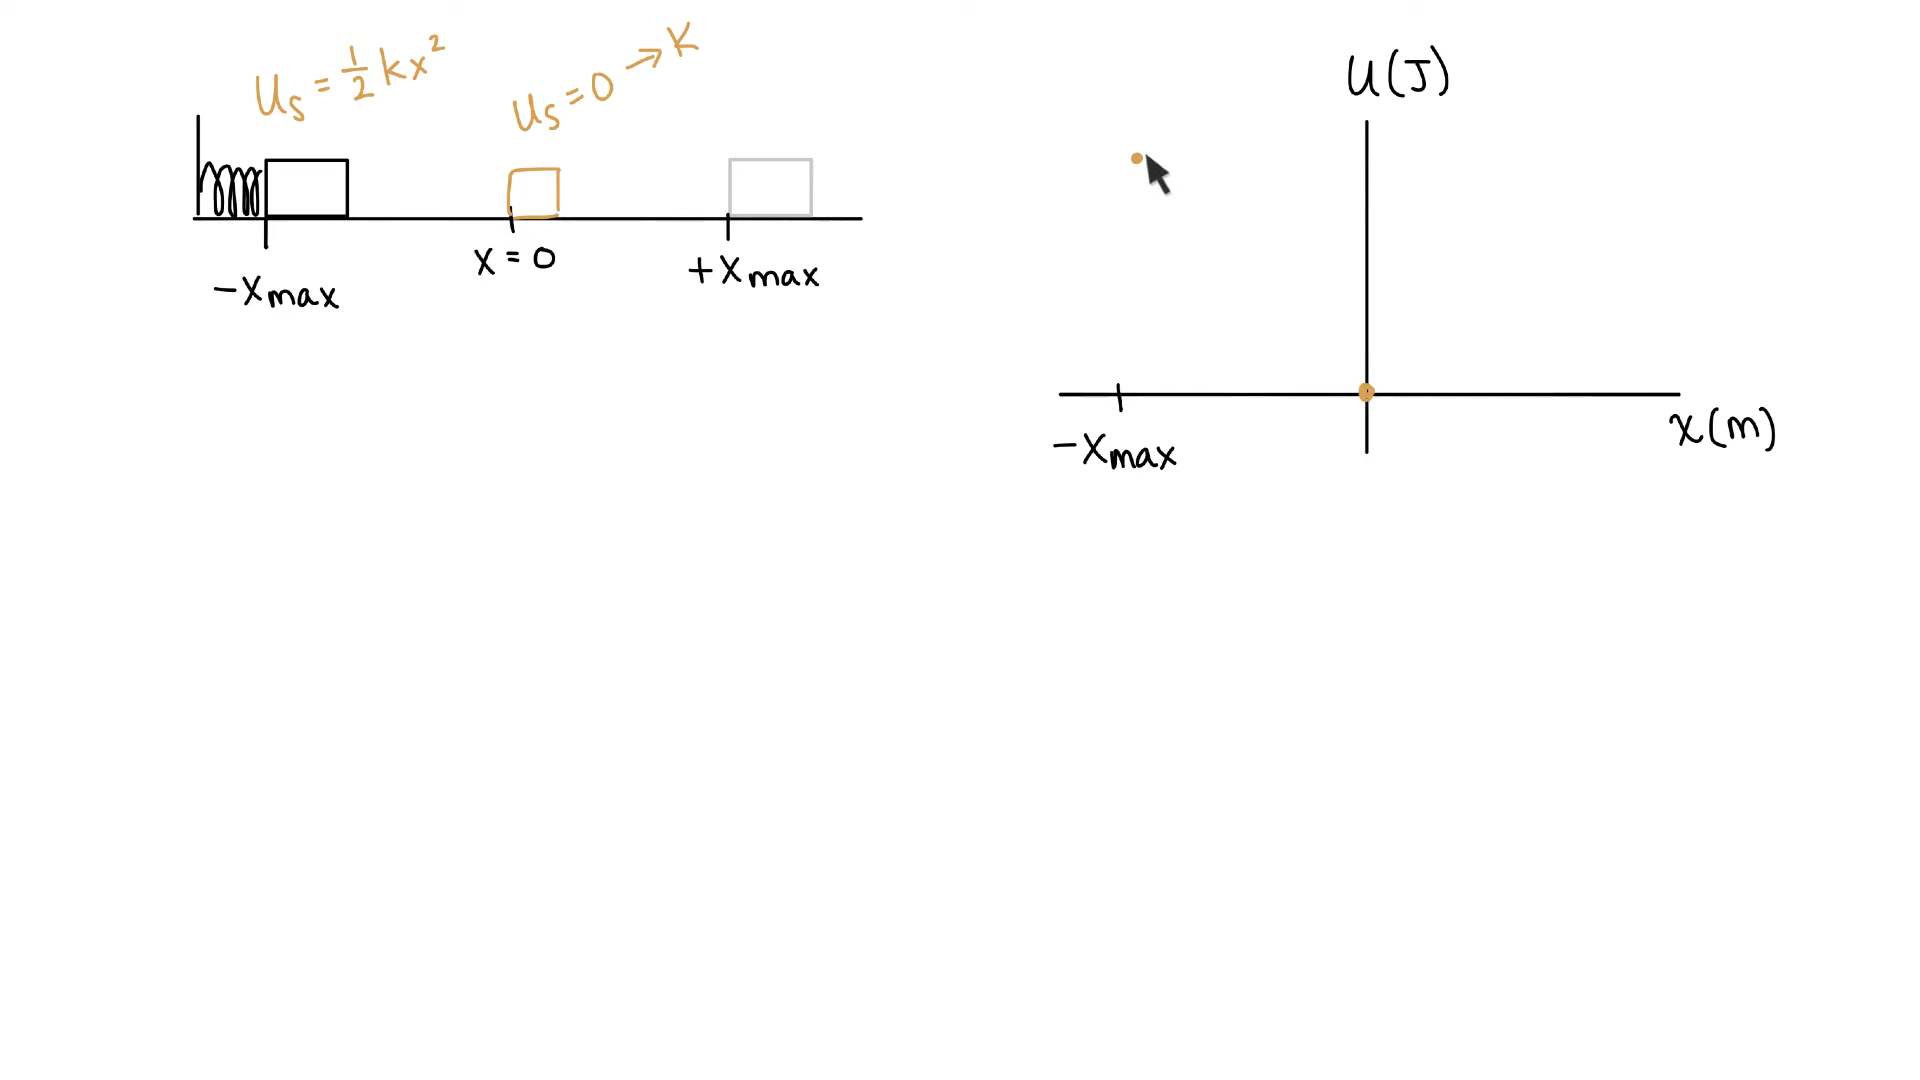 Us = 1/2 kx²
Us = 0 → K
-xmax
x = 0
+xmax
U(J)
-xmax
x(m)